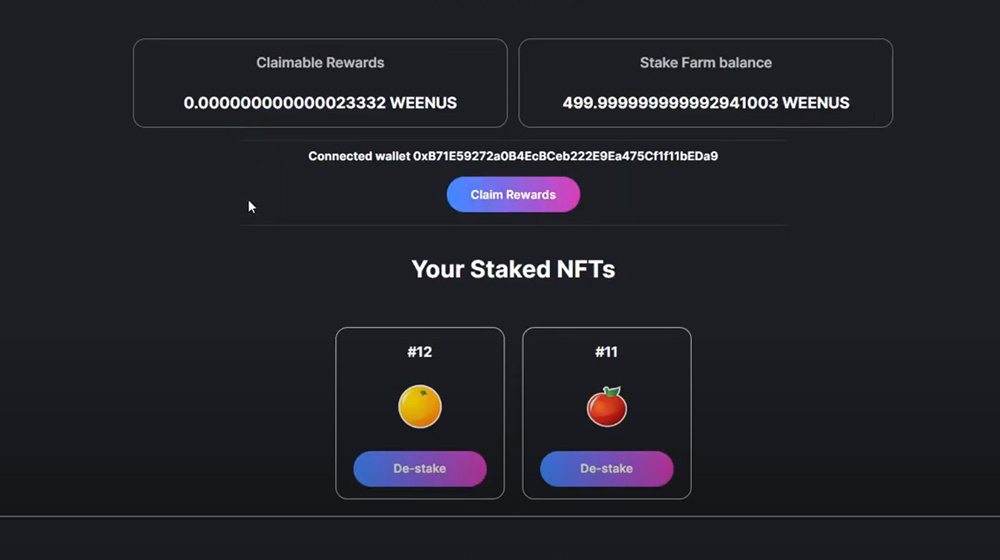 Claimable Rewards
0.000000000000023332 WEENUS
Stake Farm balance
499.999999999992941003 WEENUS
Connected wallet 0xB71E59272a0B4EcBCeb222E9Ea475Cf1f11bEDa9
Claim Rewards
Your Staked NFTs
#12
De-stake
#11
De-stake